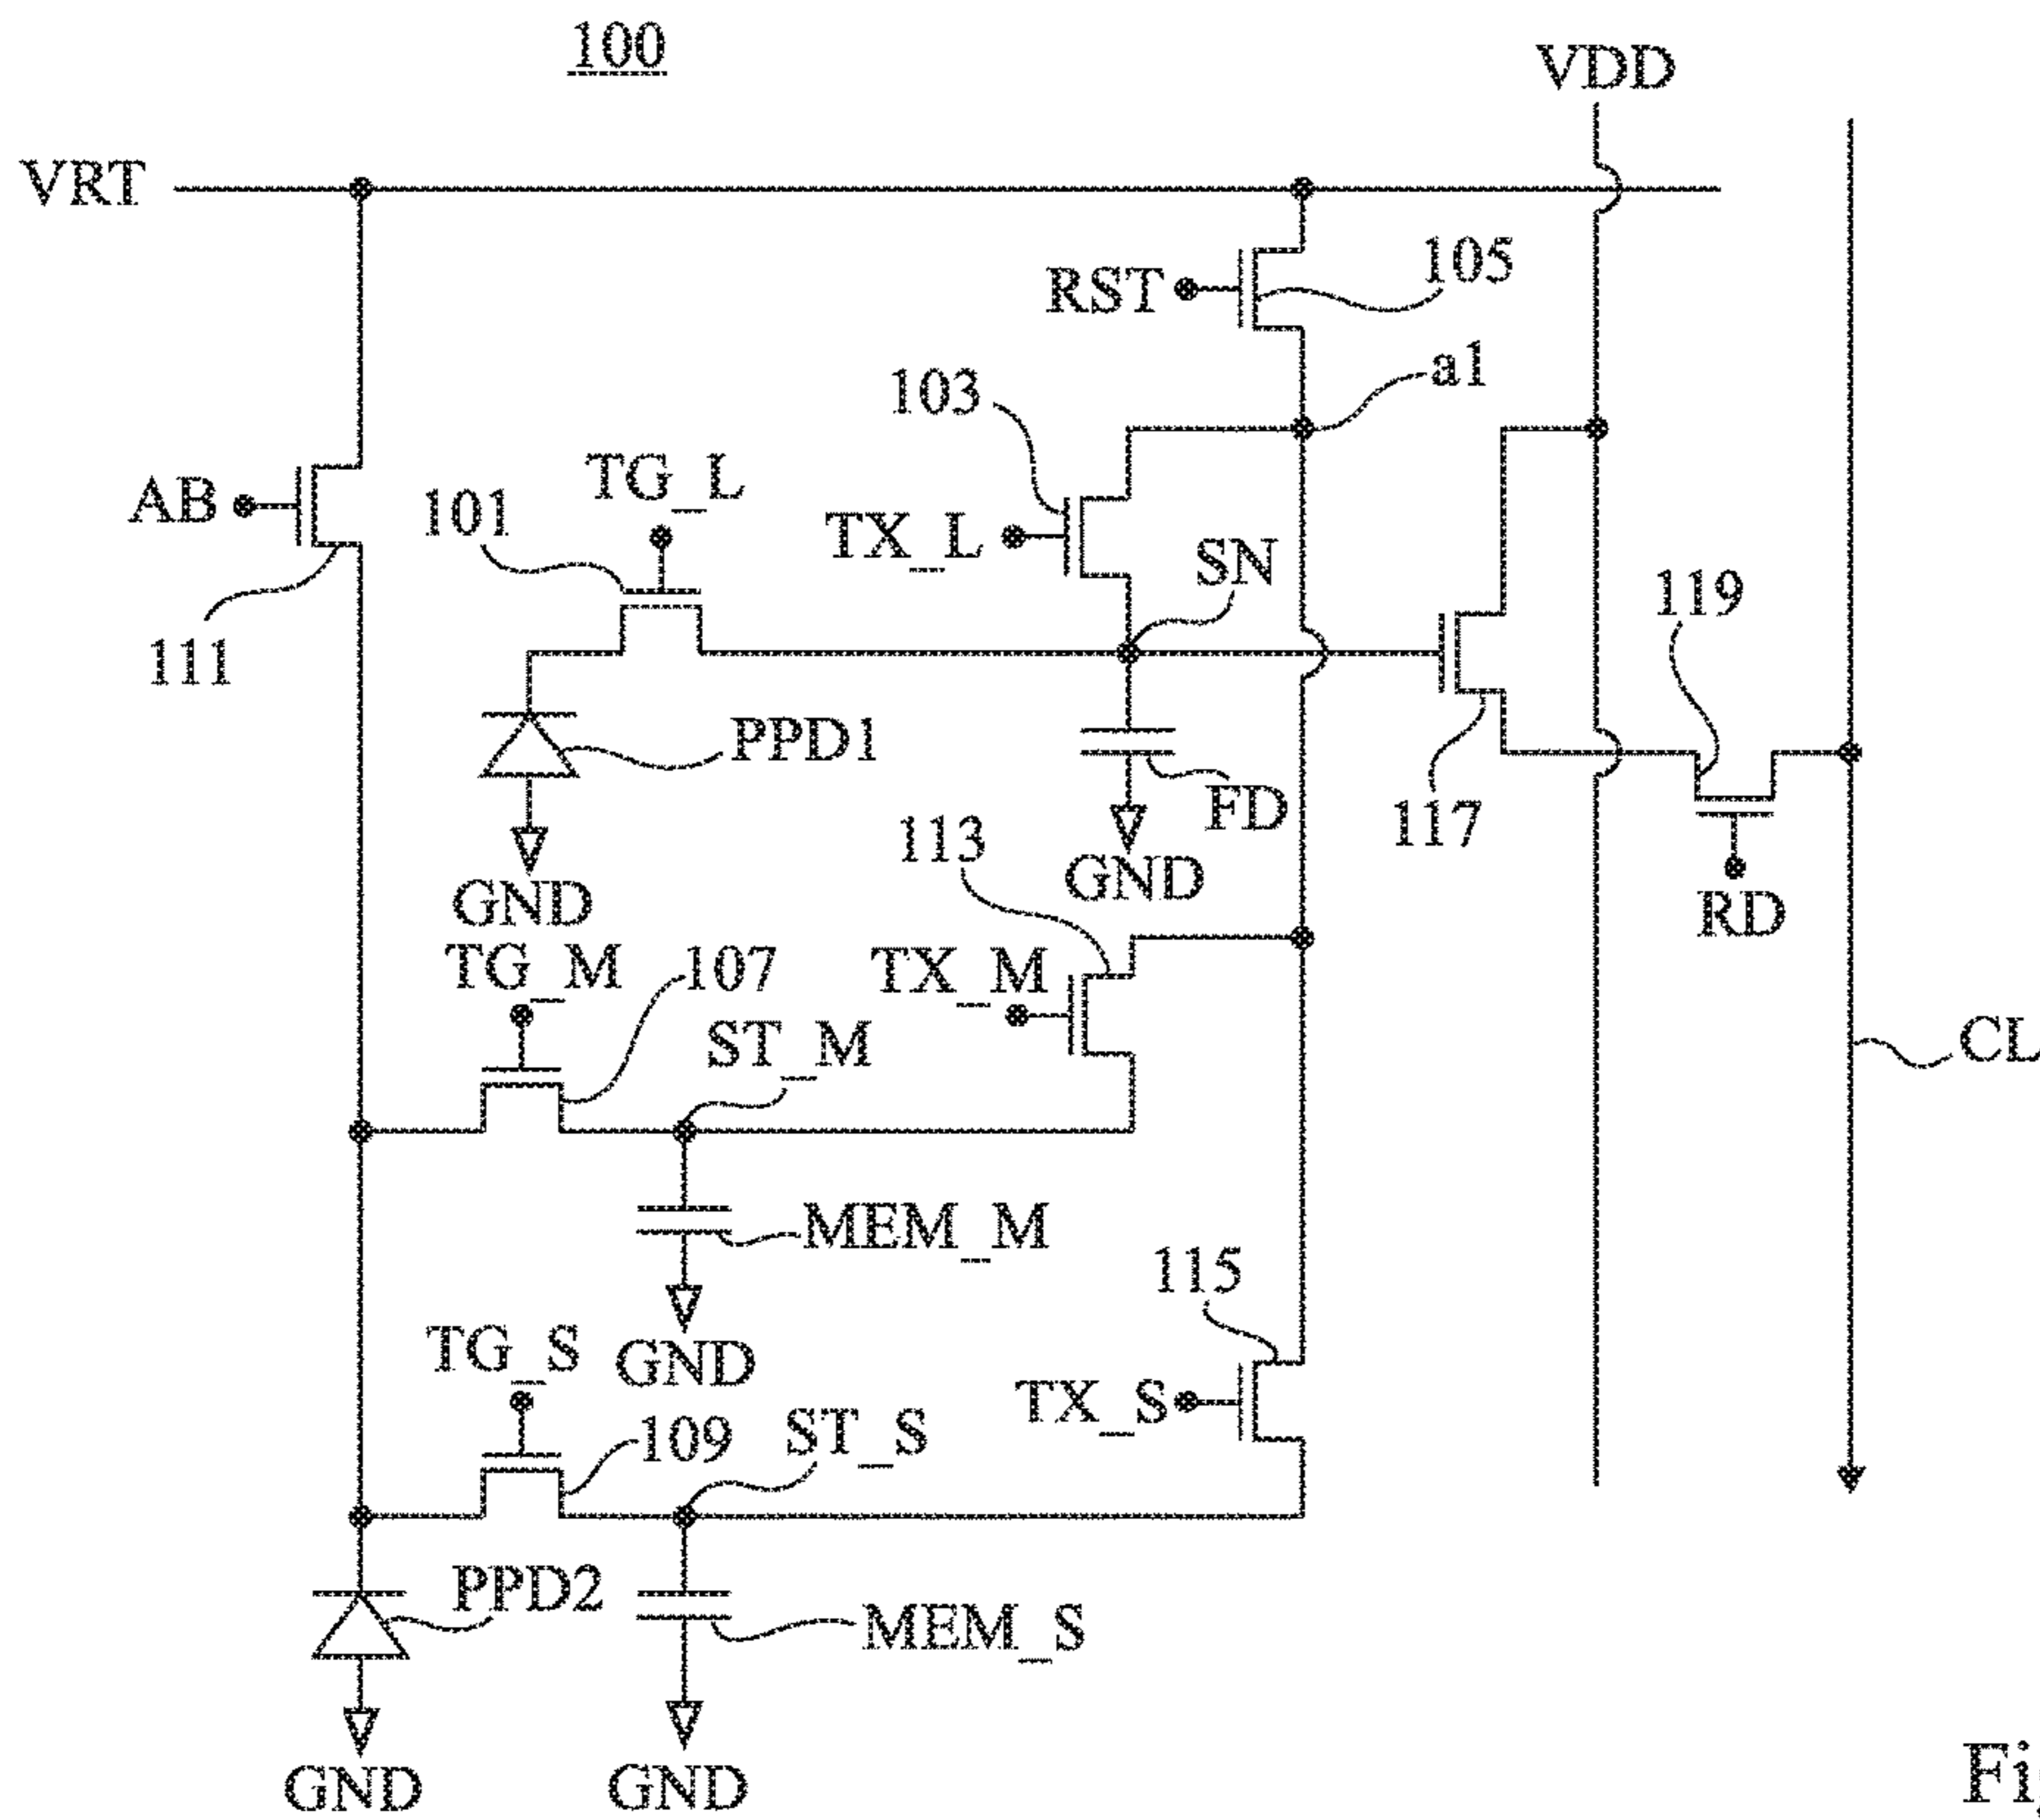 100
VDD
VRT
RST
105
a1
103
TG_L
AB
101
TX_L
SN
119
111
PPD1
FD
117
113
GND
GND
RD
TG_M
107
TX_M
ST_M
CL
MEM_M
115
TG_S
GND
TX_S
109
ST_S
PPD2
MEM_S
GND
GND